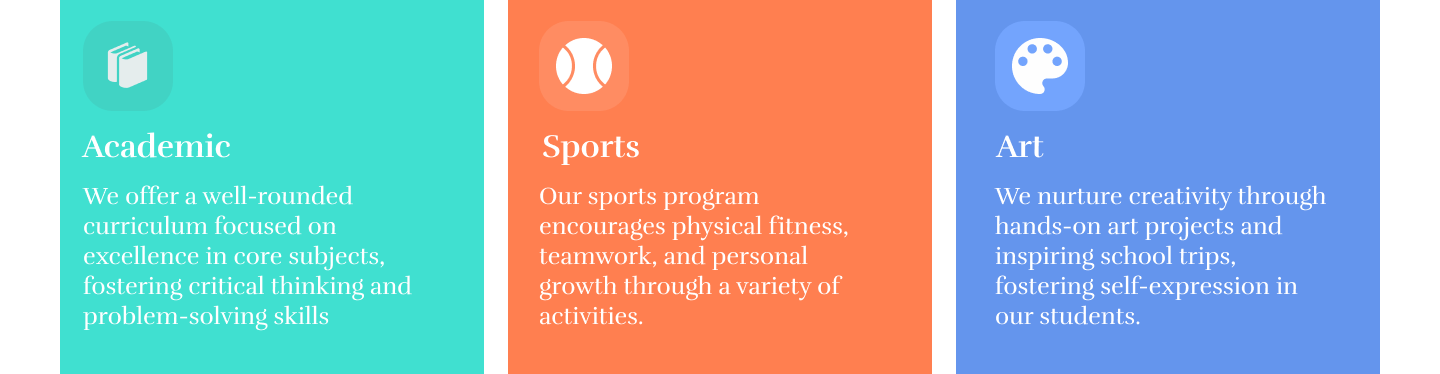 Academic
We offer a well-rounded
curriculum focused on
excellence in core subjects,
fostering critical thinking and
problem-solving skills
Sports
Our sports program
encourages physical fitness,
teamwork, and personal
growth through a variety of
activities.
Art
We nurture creativity through
hands-on art projects and
inspiring school trips,
fostering self-expression in
our students.